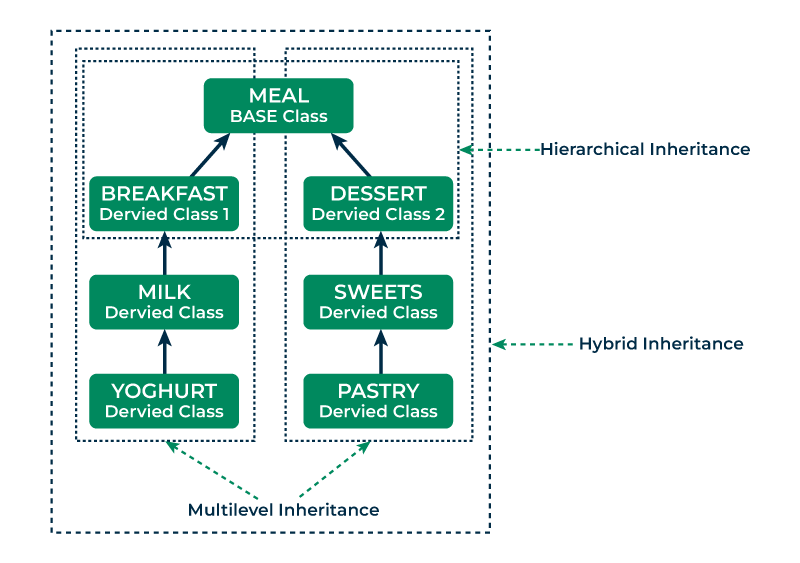 MEAL
BASE Class
Hierarchical Inheritance
BREAKFAST
Dervied Class 1
DESSERT
Dervied Class 2
MILK
Dervied Class
SWEETS
Dervied Class
Hybrid Inheritance
YOGHURT
Dervied Class
PASTRY
Dervied Class
Multilevel Inheritance